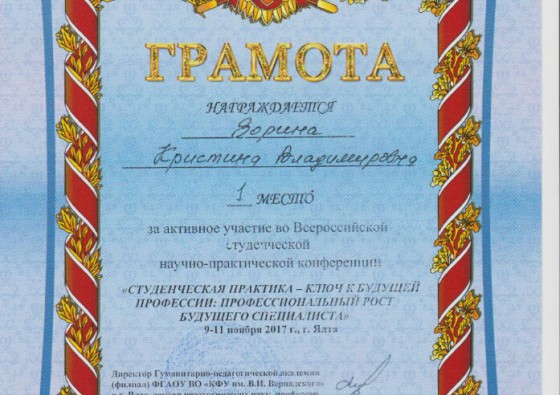 ГРАМОТА
НАГРАЖДАЕТСЯ
Зорина
Кристина Владимировна
1 МЕСТО
за активное участие во Всероссийской
студенческой
научно-практической конференции
«СТУДЕНЧЕСКАЯ ПРАКТИКА – КЛЮЧ К БУДУЩЕЙ
ПРОФЕССИИ: ПРОФЕССИОНАЛЬНЫЙ РОСТ
БУДУЩЕГО СПЕЦИАЛИСТА»
9-11 ноября 2017 г., г. Ялта
Директор Гуманитарно-педагогической академии
(филиал) ФГАОУ ВО «КФУ им. В.И. Вернадского»